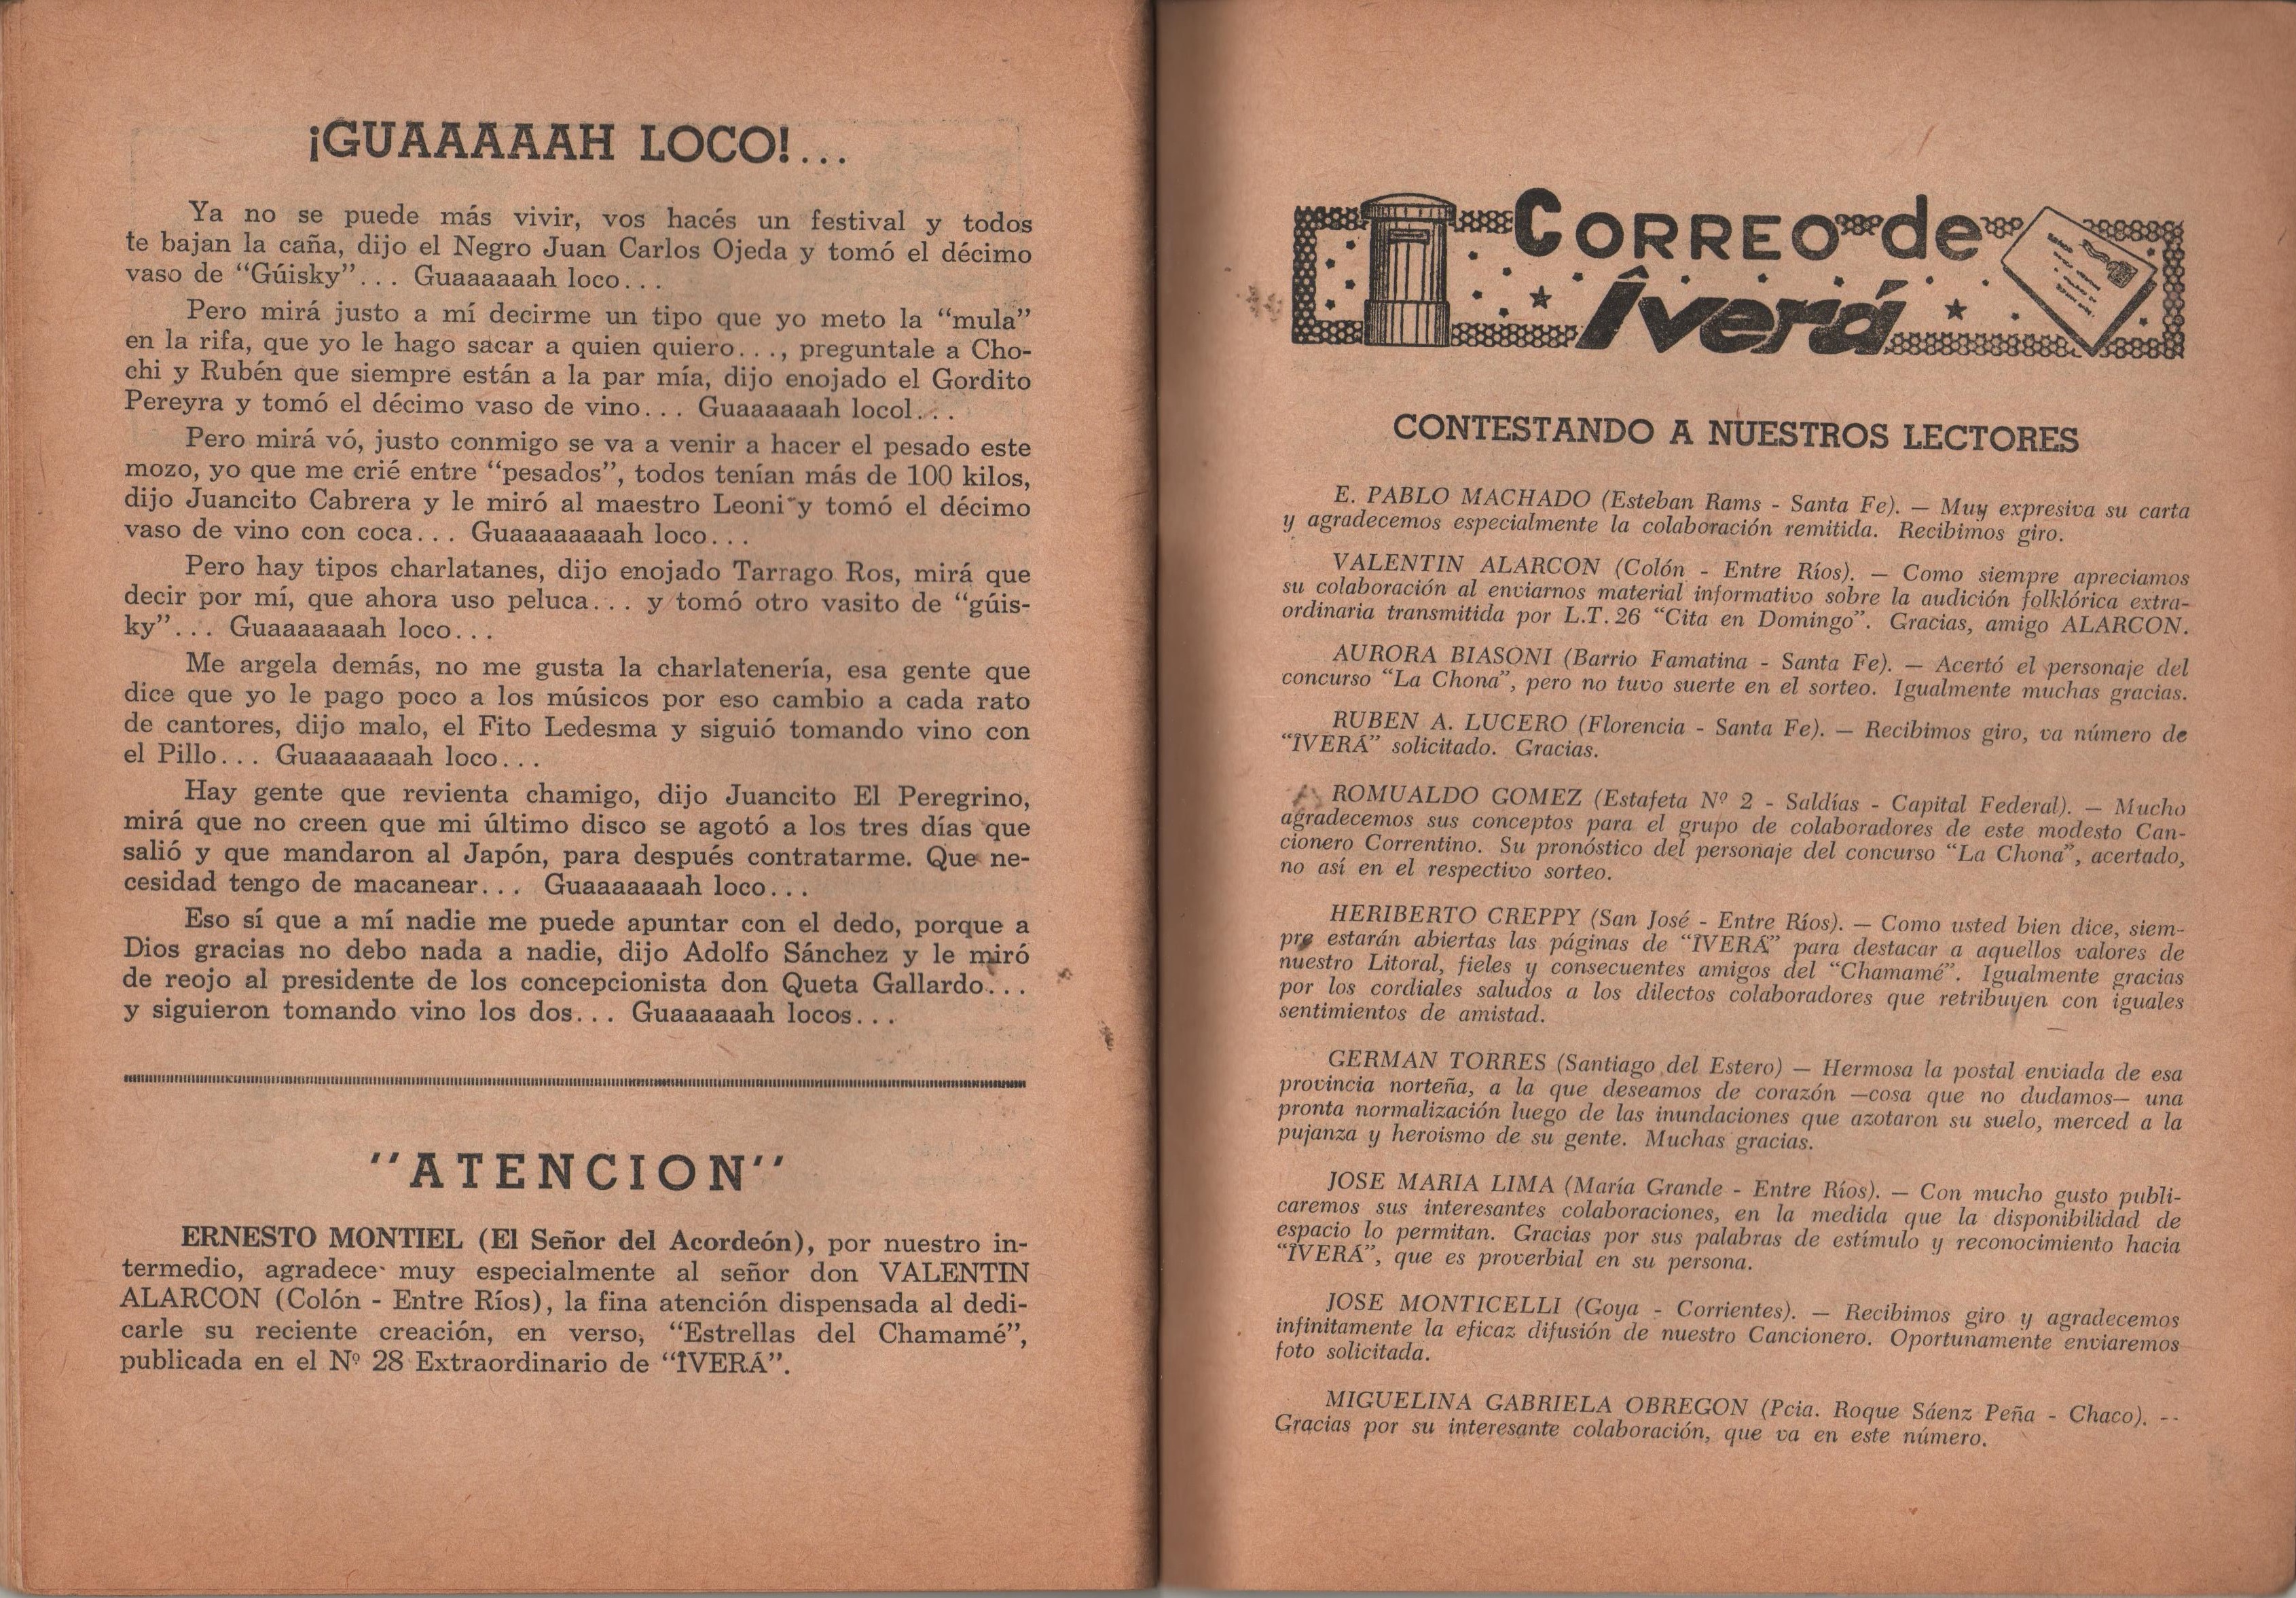 ¡GUAAAAAH LOCO!...
Ya no se puede más vivir, vos hacés un festival y todos
te bajan la caña, dijo el Negro Juan Carlos Ojeda y tomó el décimo
vaso de “Gúisky”... Guaaaaaah loco...
Pero mirá justo a mí decirme un tipo que yo meto la “mula”
en la rifa, que yo le hago sacar a quien quiero..., preguntale a Cho-
chi y Rubén que siempre están a la par mía, dijo enojado el Gordito
Pereyra y tomó el décimo vaso de vino... Guaaaaaah locol...
Pero mirá vó, justo conmigo se va a venir a hacer el pesado este
mozo, yo que me crié entre “pesados”, todos tenían más de 100 kilos,
dijo Juancito Cabrera y le miró al maestro Leoni y tomó el décimo
vaso de vino con coca... Guaaaaaaaah loco...
Pero hay tipos charlatanes, dijo enojado Tarrago Ros, mirá que
decir por mí, que ahora uso peluca... y tomó otro vasito de “gúis-
ky”... Guaaaaaaah loco...
Me argela demás, no me gusta la charlatenería, esa gente que
dice que yo le pago poco a los músicos por eso cambio a cada rato
de cantores, dijo malo, el Fito Ledesma y siguió tomando vino con
el Pillo... Guaaaaaaah loco...
Hay gente que revienta chamigo, dijo Juancito El Peregrino,
mirá que no creen que mi último disco se agotó a los tres días que
salió y que mandaron al Japón, para después contratarme. Que ne-
cesidad tengo de macanear... Guaaaaaaah loco...
Eso sí que a mí nadie me puede apuntar con el dedo, porque a
Dios gracias no debo nada a nadie, dijo Adolfo Sánchez y le miró
de reojo al presidente de los concepcionista don Queta Gallardo...
y siguieron tomando vino los dos... Guaaaaaah locos...
"ATENCION"
ERNESTO MONTIEL (El Señor del Acordeón), por nuestro in-
termedio, agradece muy especialmente al señor don VALENTIN
ALARCON (Colón - Entre Ríos), la fina atención dispensada al dedi-
carle su reciente creación, en verso, “Estrellas del Chamamé”,
publicada en el Nº 28 Extraordinario de “ÎVERÁ”.
CORREO de
Îverá
CONTESTANDO A NUESTROS LECTORES
E. PABLO MACHADO (Esteban Rams - Santa Fe). — Muy expresiva su carta
y agradecemos especialmente la colaboración remitida. Recibimos giro.
VALENTIN ALARCON (Colón - Entre Ríos). — Como siempre apreciamos
su colaboración al enviarnos material informativo sobre la audición folklórica extra-
ordinaria transmitida por L.T. 26 “Cita en Domingo”. Gracias, amigo ALARCON.
AURORA BIASONI (Barrio Famatina - Santa Fe). — Acertó el personaje del
concurso “La Chona”, pero no tuvo suerte en el sorteo. Igualmente muchas gracias.
RUBEN A. LUCERO (Florencia - Santa Fe). — Recibimos giro, va número de
“ÎVERÁ” solicitado. Gracias.
ROMUALDO GOMEZ (Estafeta Nº 2 - Saldías - Capital Federal). — Mucho
agradecemos sus conceptos para el grupo de colaboradores de este modesto Can-
cionero Correntino. Su pronóstico del personaje del concurso “La Chona”, acertado,
no así en el respectivo sorteo.
HERIBERTO CREPPY (San José - Entre Ríos). — Como usted bien dice, siem-
pre estarán abiertas las páginas de “ÎVERÁ” para destacar a aquellos valores de
nuestro Litoral, fieles y consecuentes amigos del “Chamamé”. Igualmente gracias
por los cordiales saludos a los dilectos colaboradores que retribuyen con iguales
sentimientos de amistad.
GERMAN TORRES (Santiago del Estero) — Hermosa la postal enviada de esa
provincia norteña, a la que deseamos de corazón —cosa que no dudamos— una
pronta normalización luego de las inundaciones que azotaron su suelo, merced a la
pujanza y heroismo de su gente. Muchas gracias.
JOSE MARIA LIMA (María Grande - Entre Ríos). — Con mucho gusto publi-
caremos sus interesantes colaboraciones, en la medida que la disponibilidad de
espacio lo permitan. Gracias por sus palabras de estímulo y reconocimiento hacia
“ÎVERÁ”, que es proverbial en su persona.
JOSE MONTICELLI (Goya - Corrientes). — Recibimos giro y agradecemos
infinitamente la eficaz difusión de nuestro Cancionero. Oportunamente enviaremos
foto solicitada.
MIGUELINA GABRIELA OBREGON (Pcia. Roque Sáenz Peña - Chaco). --
Gracias por su interesante colaboración, que va en este número.